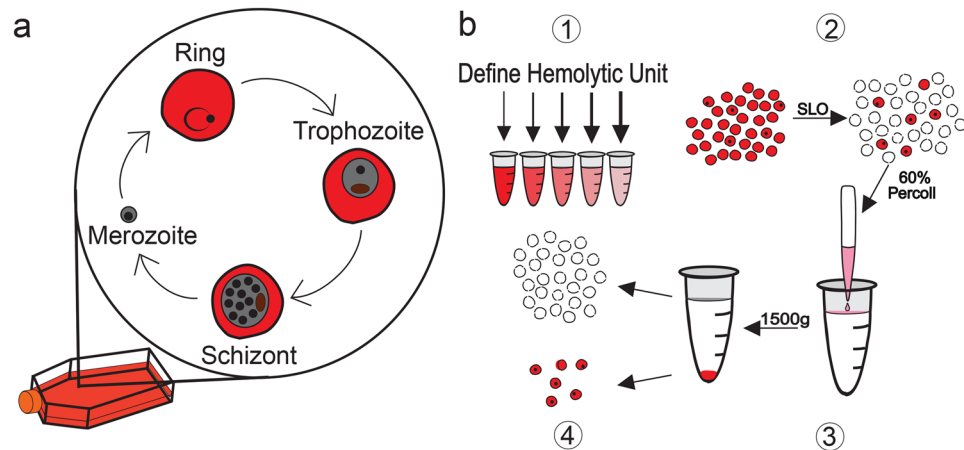 a
Ring
Trophozoite
Merozoite
Schizont
b
①
Define Hemolytic Unit
②
SLO
60%
Percoll
1500g
③
④